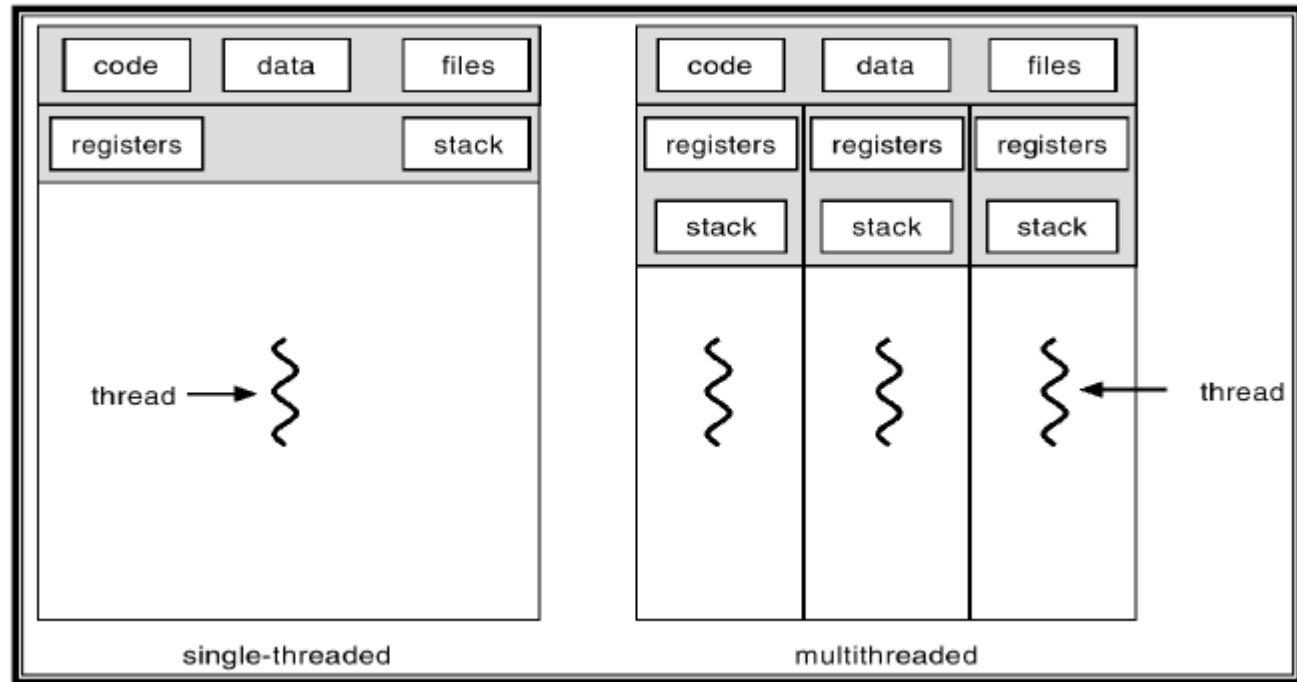 code data files code data files
registers stack registers registers registers
stack stack stack
thread thread
single-threaded multithreaded